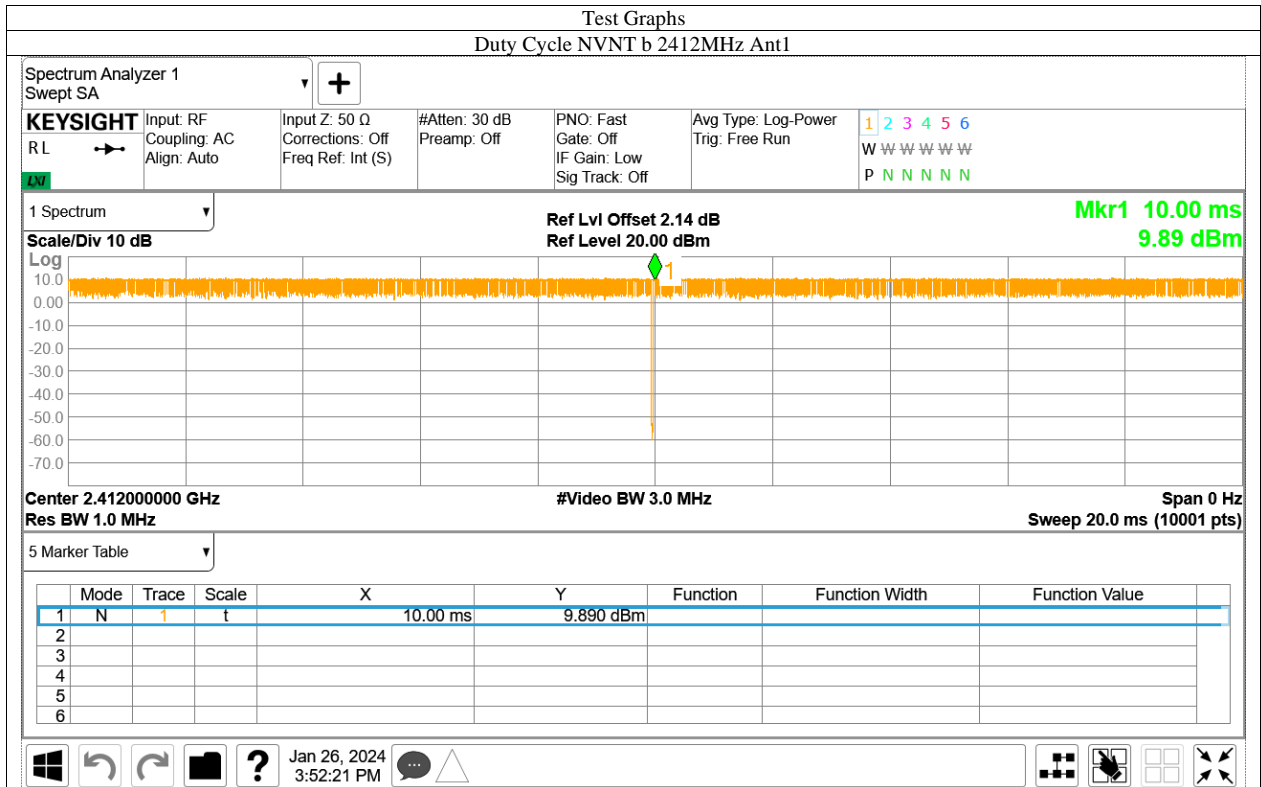 Test Graphs
Duty Cycle NVNT b 2412MHz Ant1
Spectrum Analyzer 1
Swept SA
KEYSIGHT
RL
LXI
Input: RF
Coupling: AC
Align: Auto
Input Z: 50 Ω
Corrections: Off
Freq Ref: Int (S)
#Atten: 30 dB
Preamp: Off
PNO: Fast
Gate: Off
IF Gain: Low
Sig Track: Off
Avg Type: Log-Power
Trig: Free Run
1 2 3 4 5 6
W W W W W W
P N N N N N
1 Spectrum
Scale/Div 10 dB
Ref Lvl Offset 2.14 dB
Ref Level 20.00 dBm
Mkr1 10.00 ms
9.89 dBm
Log
1
10.0
0.00
-10.0
-20.0
-30.0
-40.0
-50.0
-60.0
-70.0
Center 2.412000000 GHz #Video BW 3.0 MHz Span 0 Hz
Res BW 1.0 MHz Sweep 20.0 ms (10001 pts)
5 Marker Table
Mode Trace Scale X Y Function Function Width Function Value
1 N 1 t 10.00 ms 9.890 dBm
2
3
4
5
6
?
Jan 26, 2024
3:52:21 PM